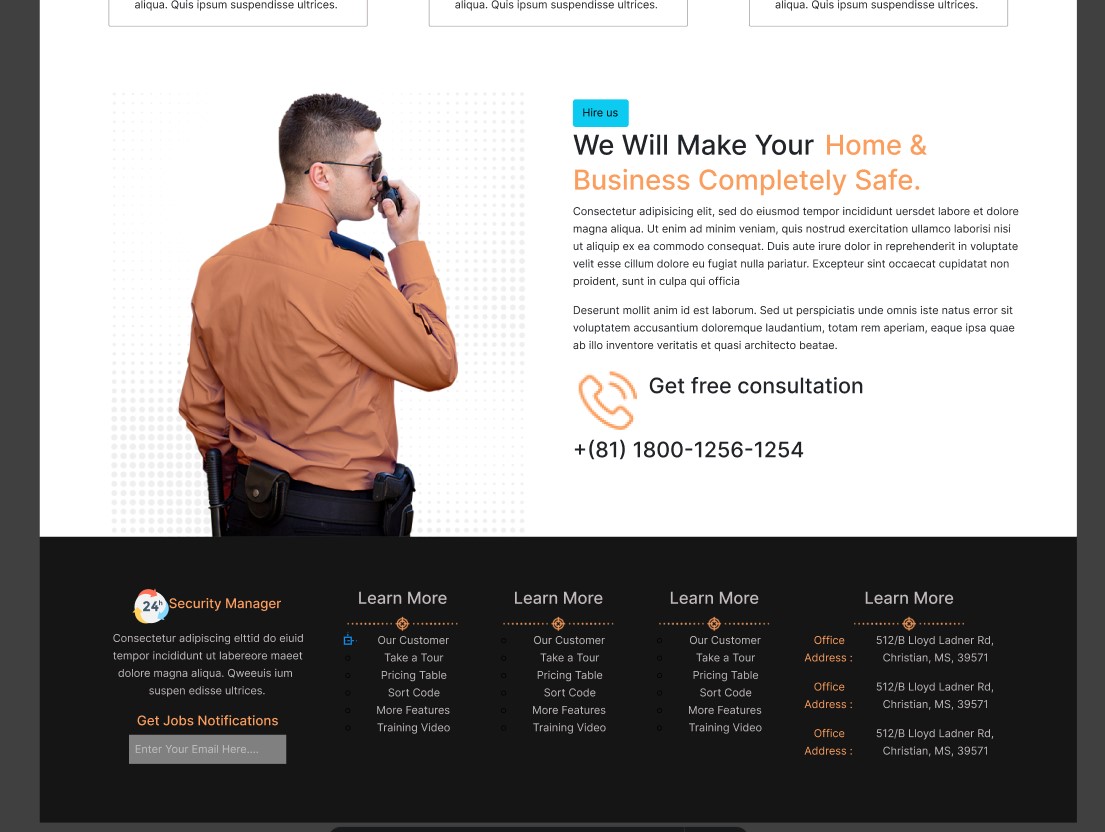 aliqua. Quis ipsum suspendisse ultrices.
aliqua. Quis ipsum suspendisse ultrices.
aliqua. Quis ipsum suspendisse ultrices.
Hire us
We Will Make Your Home &
Business Completely Safe.
Consectetur adipisicing elit, sed do eiusmod tempor incididunt uersdet labore et dolore
magna aliqua. Ut enim ad minim veniam, quis nostrud exercitation ullamco laborisi nisi
ut aliquip ex ea commodo consequat. Duis aute irure dolor in reprehenderit in voluptate
velit esse cillum dolore eu fugiat nulla pariatur. Excepteur sint occaecat cupidatat non
proident, sunt in culpa qui officia
Deserunt mollit anim id est laborum. Sed ut perspiciatis unde omnis iste natus error sit
voluptatem accusantium doloremque laudantium, totam rem aperiam, eaque ipsa quae
ab illo inventore veritatis et quasi architecto beatae.
Get free consultation
+(81) 1800-1256-1254
24h Security Manager
Consectetur adipiscing elttid do eiuid
tempor incididunt ut labereore maeet
dolore magna aliqua. Qweeuis ium
suspen edisse ultrices.
Get Jobs Notifications
Enter Your Email Here....
Learn More
Our Customer
Take a Tour
Pricing Table
Sort Code
More Features
Training Video
Learn More
Our Customer
Take a Tour
Pricing Table
Sort Code
More Features
Training Video
Learn More
Our Customer
Take a Tour
Pricing Table
Sort Code
More Features
Training Video
Learn More
Office 512/B Lloyd Ladner Rd,
Address : Christian, MS, 39571
Office 512/B Lloyd Ladner Rd,
Address : Christian, MS, 39571
Office 512/B Lloyd Ladner Rd,
Address : Christian, MS, 39571